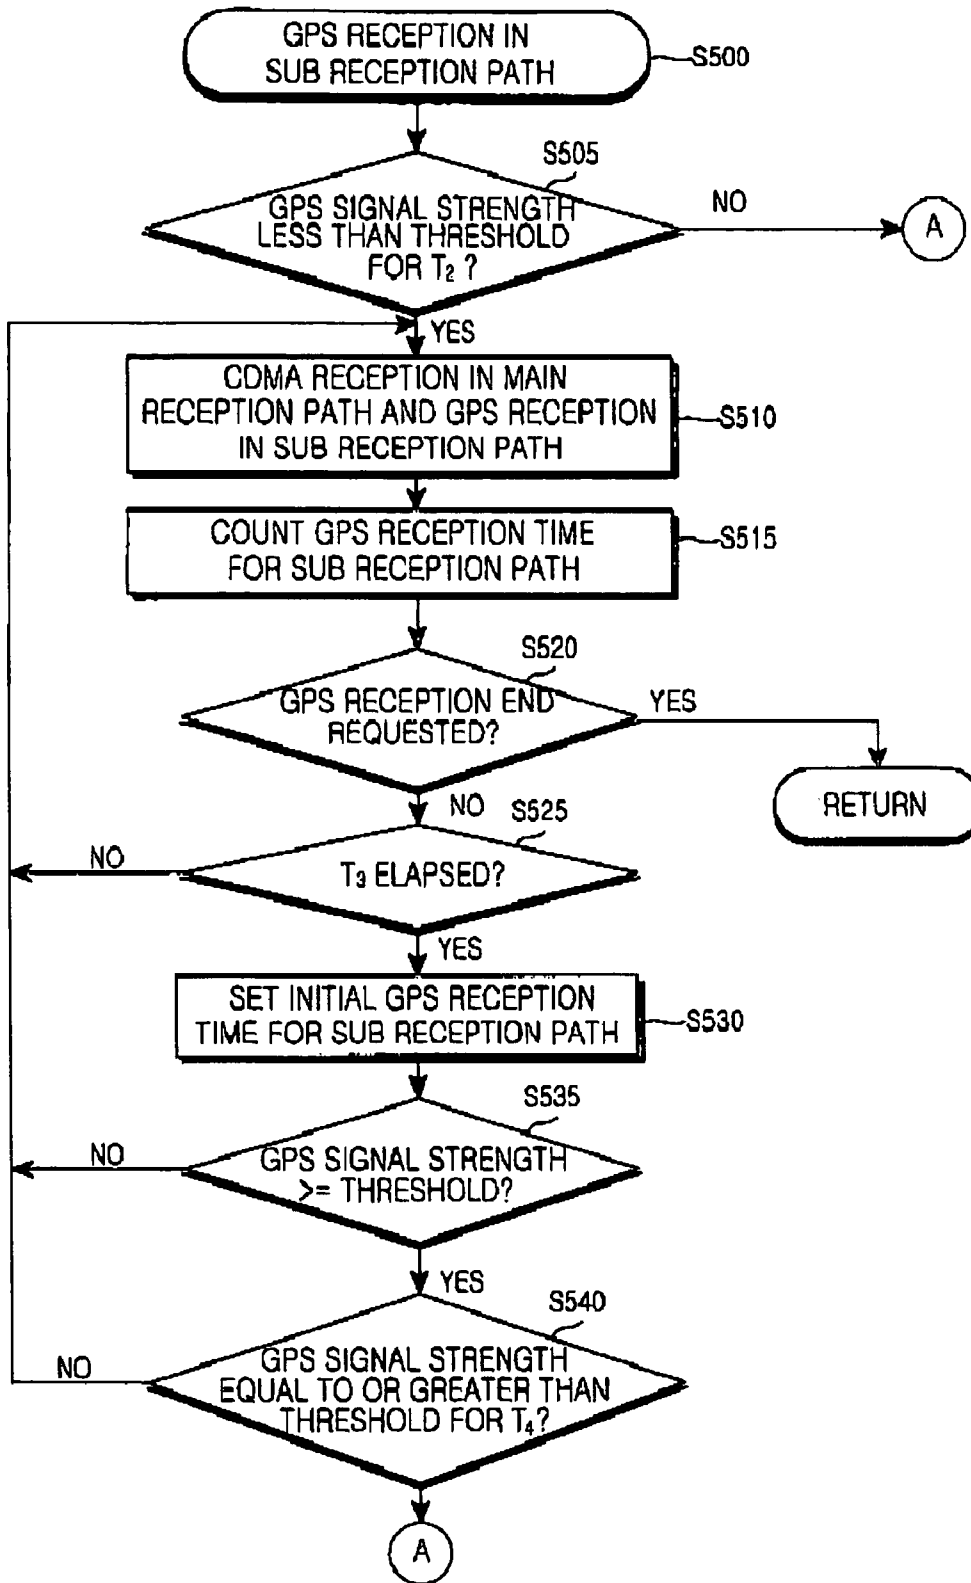 GPS RECEPTION IN
SUB RECEPTION PATH
S500
S505
GPS SIGNAL STRENGTH
LESS THAN THRESHOLD
FOR T₂ ?
NO
A
YES
CDMA RECEPTION IN MAIN
RECEPTION PATH AND GPS RECEPTION
IN SUB RECEPTION PATH
S510
COUNT GPS RECEPTION TIME
FOR SUB RECEPTION PATH
S515
S520
GPS RECEPTION END
REQUESTED?
YES
RETURN
NO
S525
T₃ ELAPSED?
NO
YES
SET INITIAL GPS RECEPTION
TIME FOR SUB RECEPTION PATH
S530
S535
GPS SIGNAL STRENGTH
>= THRESHOLD?
NO
YES
S540
GPS SIGNAL STRENGTH
EQUAL TO OR GREATER THAN
THRESHOLD FOR T₄?
NO
A